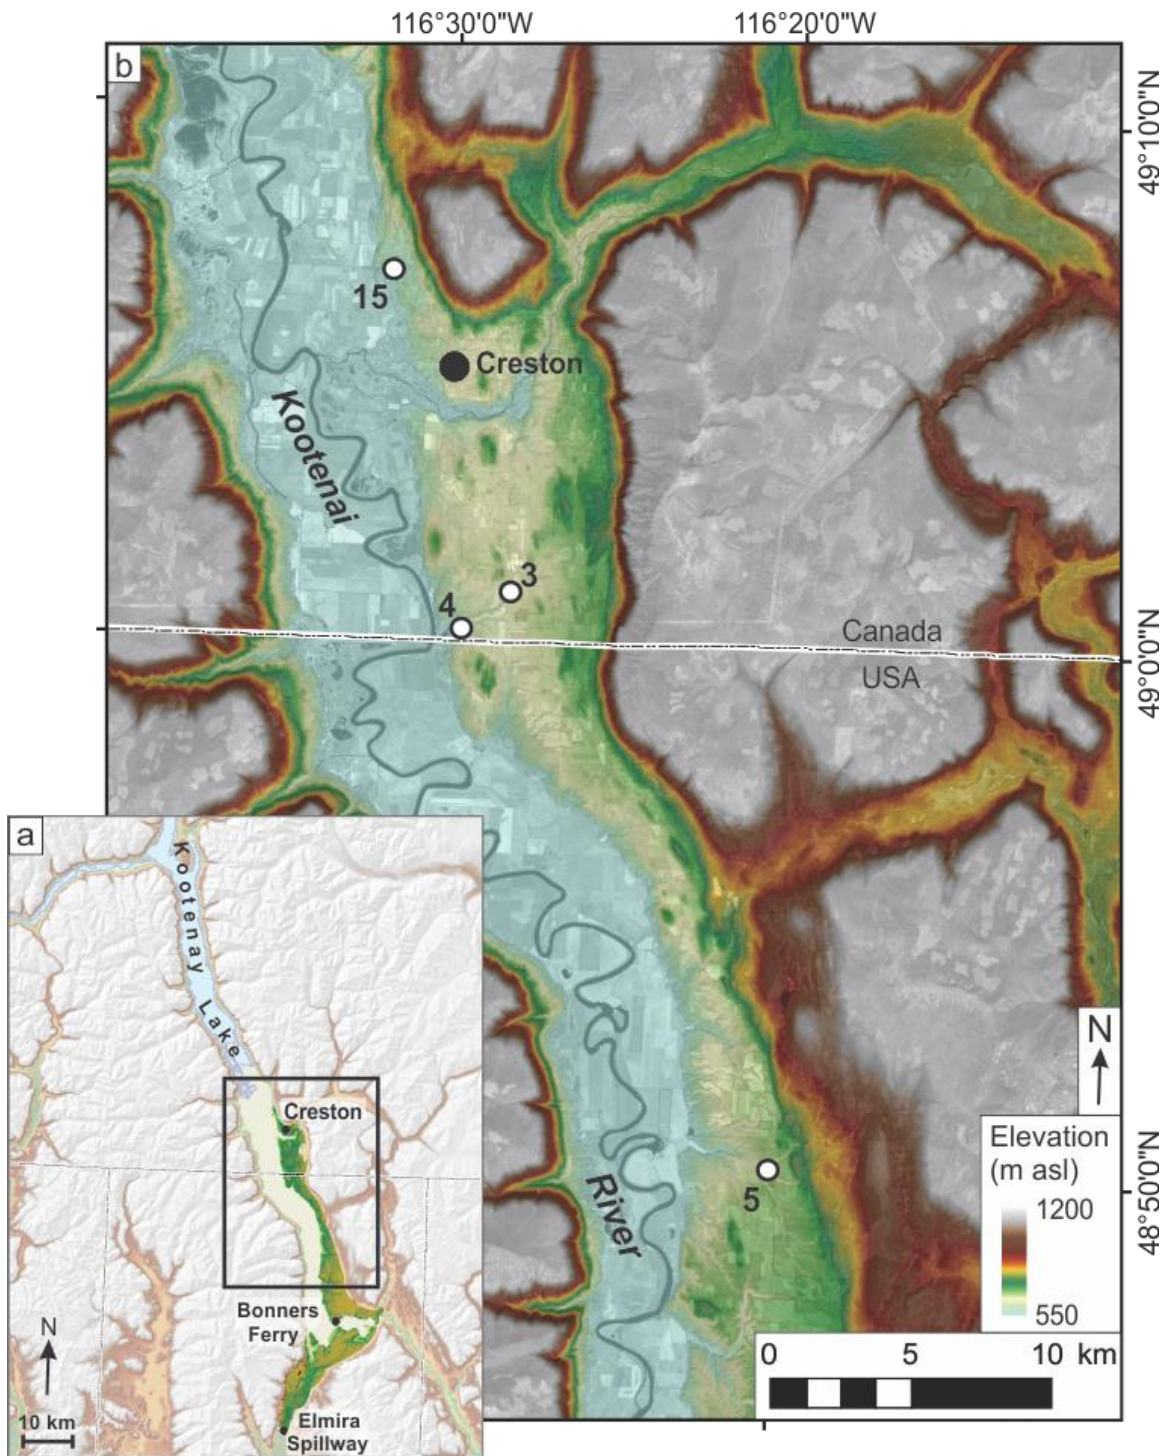 116°30'0"W
116°20'0"W
b
49°10'0"N
15
Creston
Kootenai
3
4
Canada
USA
49°0'0"N
a
Kootenay Lake
Creston
N
Elevation
(m asl)
1200
550
5
48°50'0"N
River
Bonners
Ferry
N
10 km
Elmira
Spillway
0 5 10 km